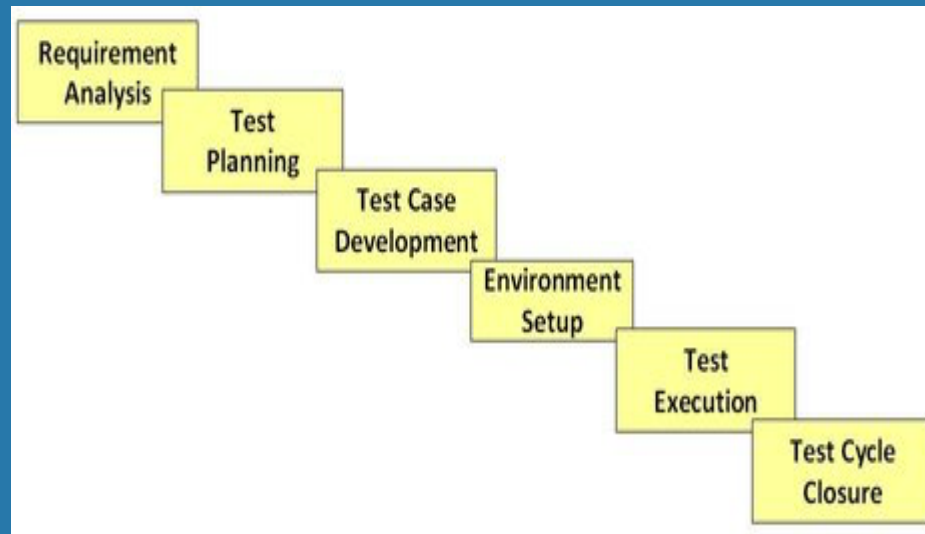 Requirement
Analysis
Test
Planning
Test Case
Development
Environment
Setup
Test
Execution
Test Cycle
Closure